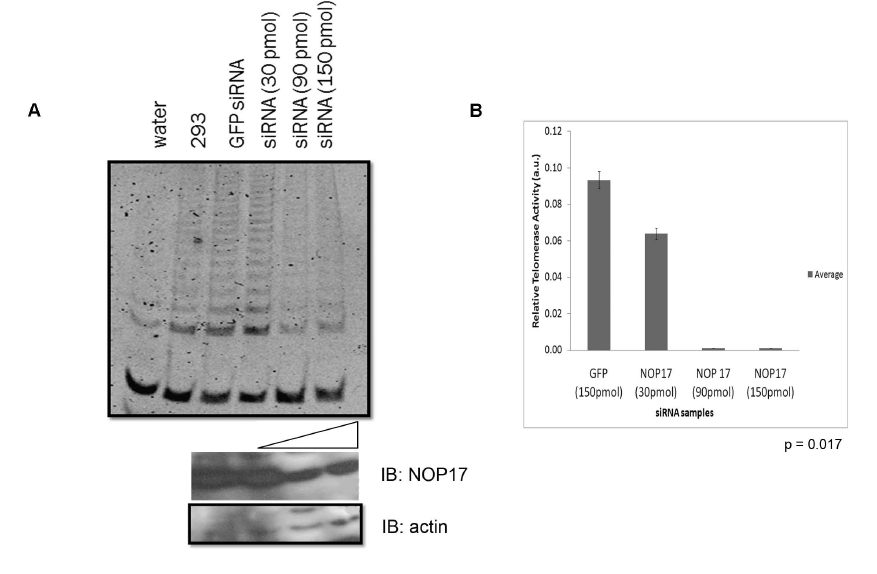 A
water
293
GFP siRNA
siRNA (30 pmol)
siRNA (90 pmol)
siRNA (150 pmol)
IB: NOP17
IB: actin
B
Relative Telomerase Activity (a.u.)
0.12
0.10
0.08
0.06
0.04
0.02
0.00
GFP (150pmol)
NOP17 (30pmol)
NOP 17 (90pmol)
NOP17 (150pmol)
siRNA samples
Average
p = 0.017